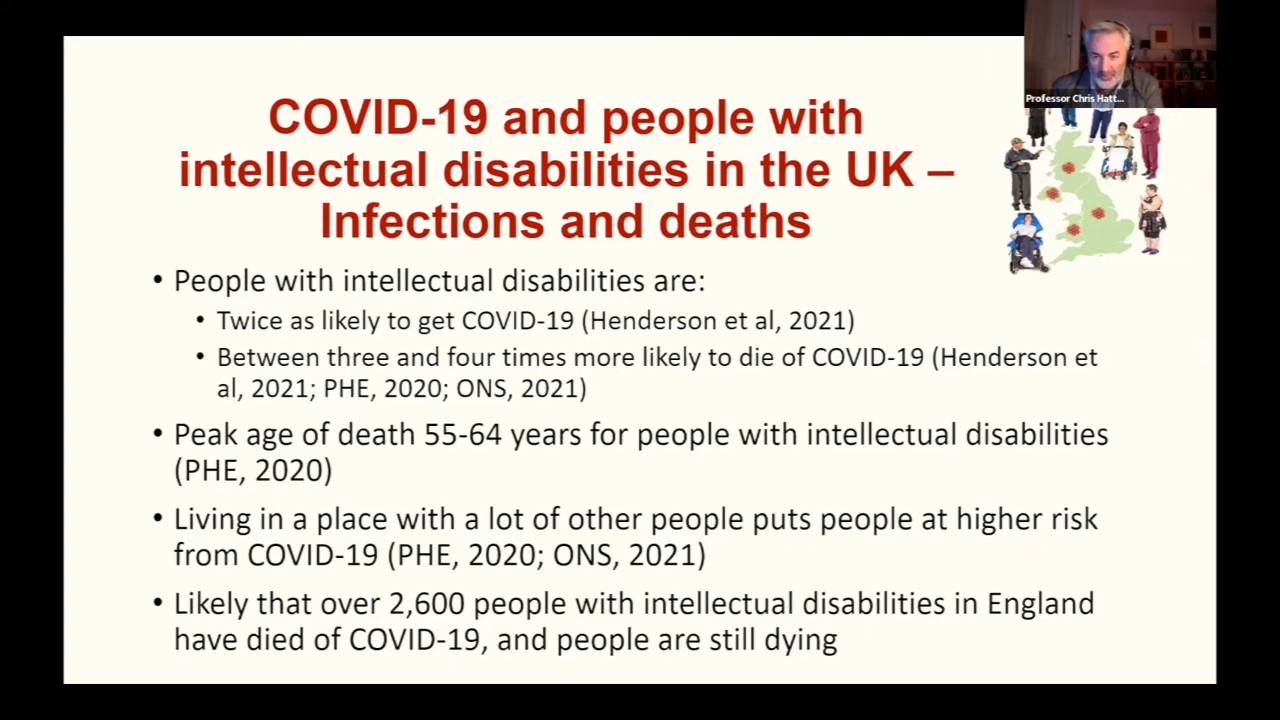 Professor Chris Hatt...
COVID-19 and people with
intellectual disabilities in the UK –
Infections and deaths
• People with intellectual disabilities are:
• Twice as likely to get COVID-19 (Henderson et al, 2021)
• Between three and four times more likely to die of COVID-19 (Henderson et
al, 2021; PHE, 2020; ONS, 2021)
• Peak age of death 55-64 years for people with intellectual disabilities
(PHE, 2020)
• Living in a place with a lot of other people puts people at higher risk
from COVID-19 (PHE, 2020; ONS, 2021)
• Likely that over 2,600 people with intellectual disabilities in England
have died of COVID-19, and people are still dying